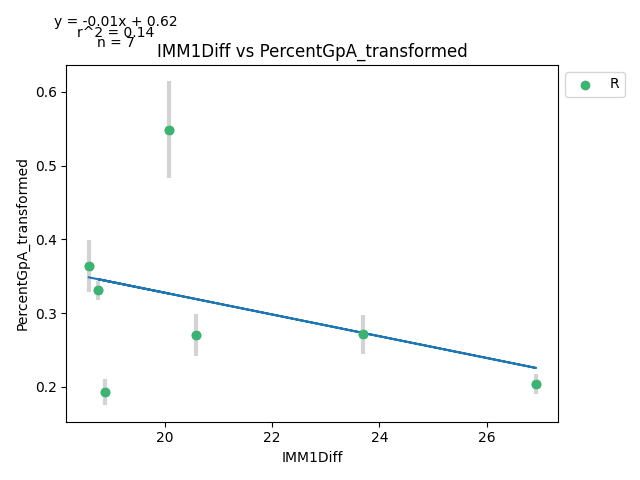 y = -0.01x + 0.62
r^2 = 0.14
n = 7
IMM1Diff vs PercentGpA_transformed
R
0.6
0.5
0.4
0.3
0.2
PercentGpA_transformed
20 22 24 26
IMM1Diff